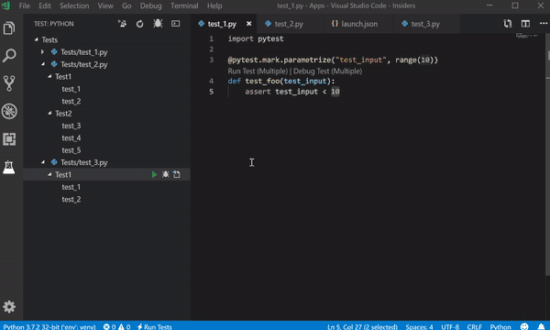 File Edit Selection View Go Debug Terminal Help test_1.py - Apps - Visual Studio Code - Insiders
TEST: PYTHON
Tests
Tests/test_1.py
Tests/test_2.py
Test1
test_1
test_2
Test2
test_3
test_4
test_5
Tests/test_3.py
Test1
test_1
test_2
test_1.py test_2.py launch.json test_3.py
1 import pytest
2
3 @pytest.mark.parametrize("test_input", range(10))
Run Test (Multiple) | Debug Test (Multiple)
4 def test_foo(test_input):
5 assert test_input < 10
Python 3.7.2 32-bit ('env': venv) 0 0 Run Tests Ln 5, Col 27 (2 selected) Spaces: 4 UTF-8 CRLF Python